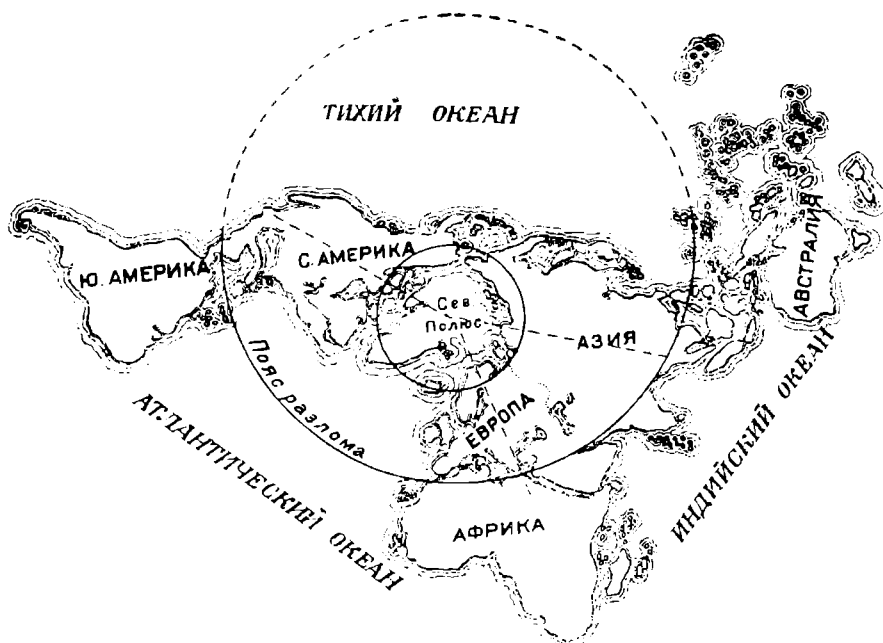 ТИХИЙ ОКЕАН
Ю. АМЕРИКА
С. АМЕРИКА
Сев
Полюс
АЗИЯ
АВСТРАЛИЯ
Пояс разлома
ЕВРОПА
АТЛАНТИЧЕСКИЙ ОКЕАН
ИНДИЙСКИЙ ОКЕАН
АФРИКА